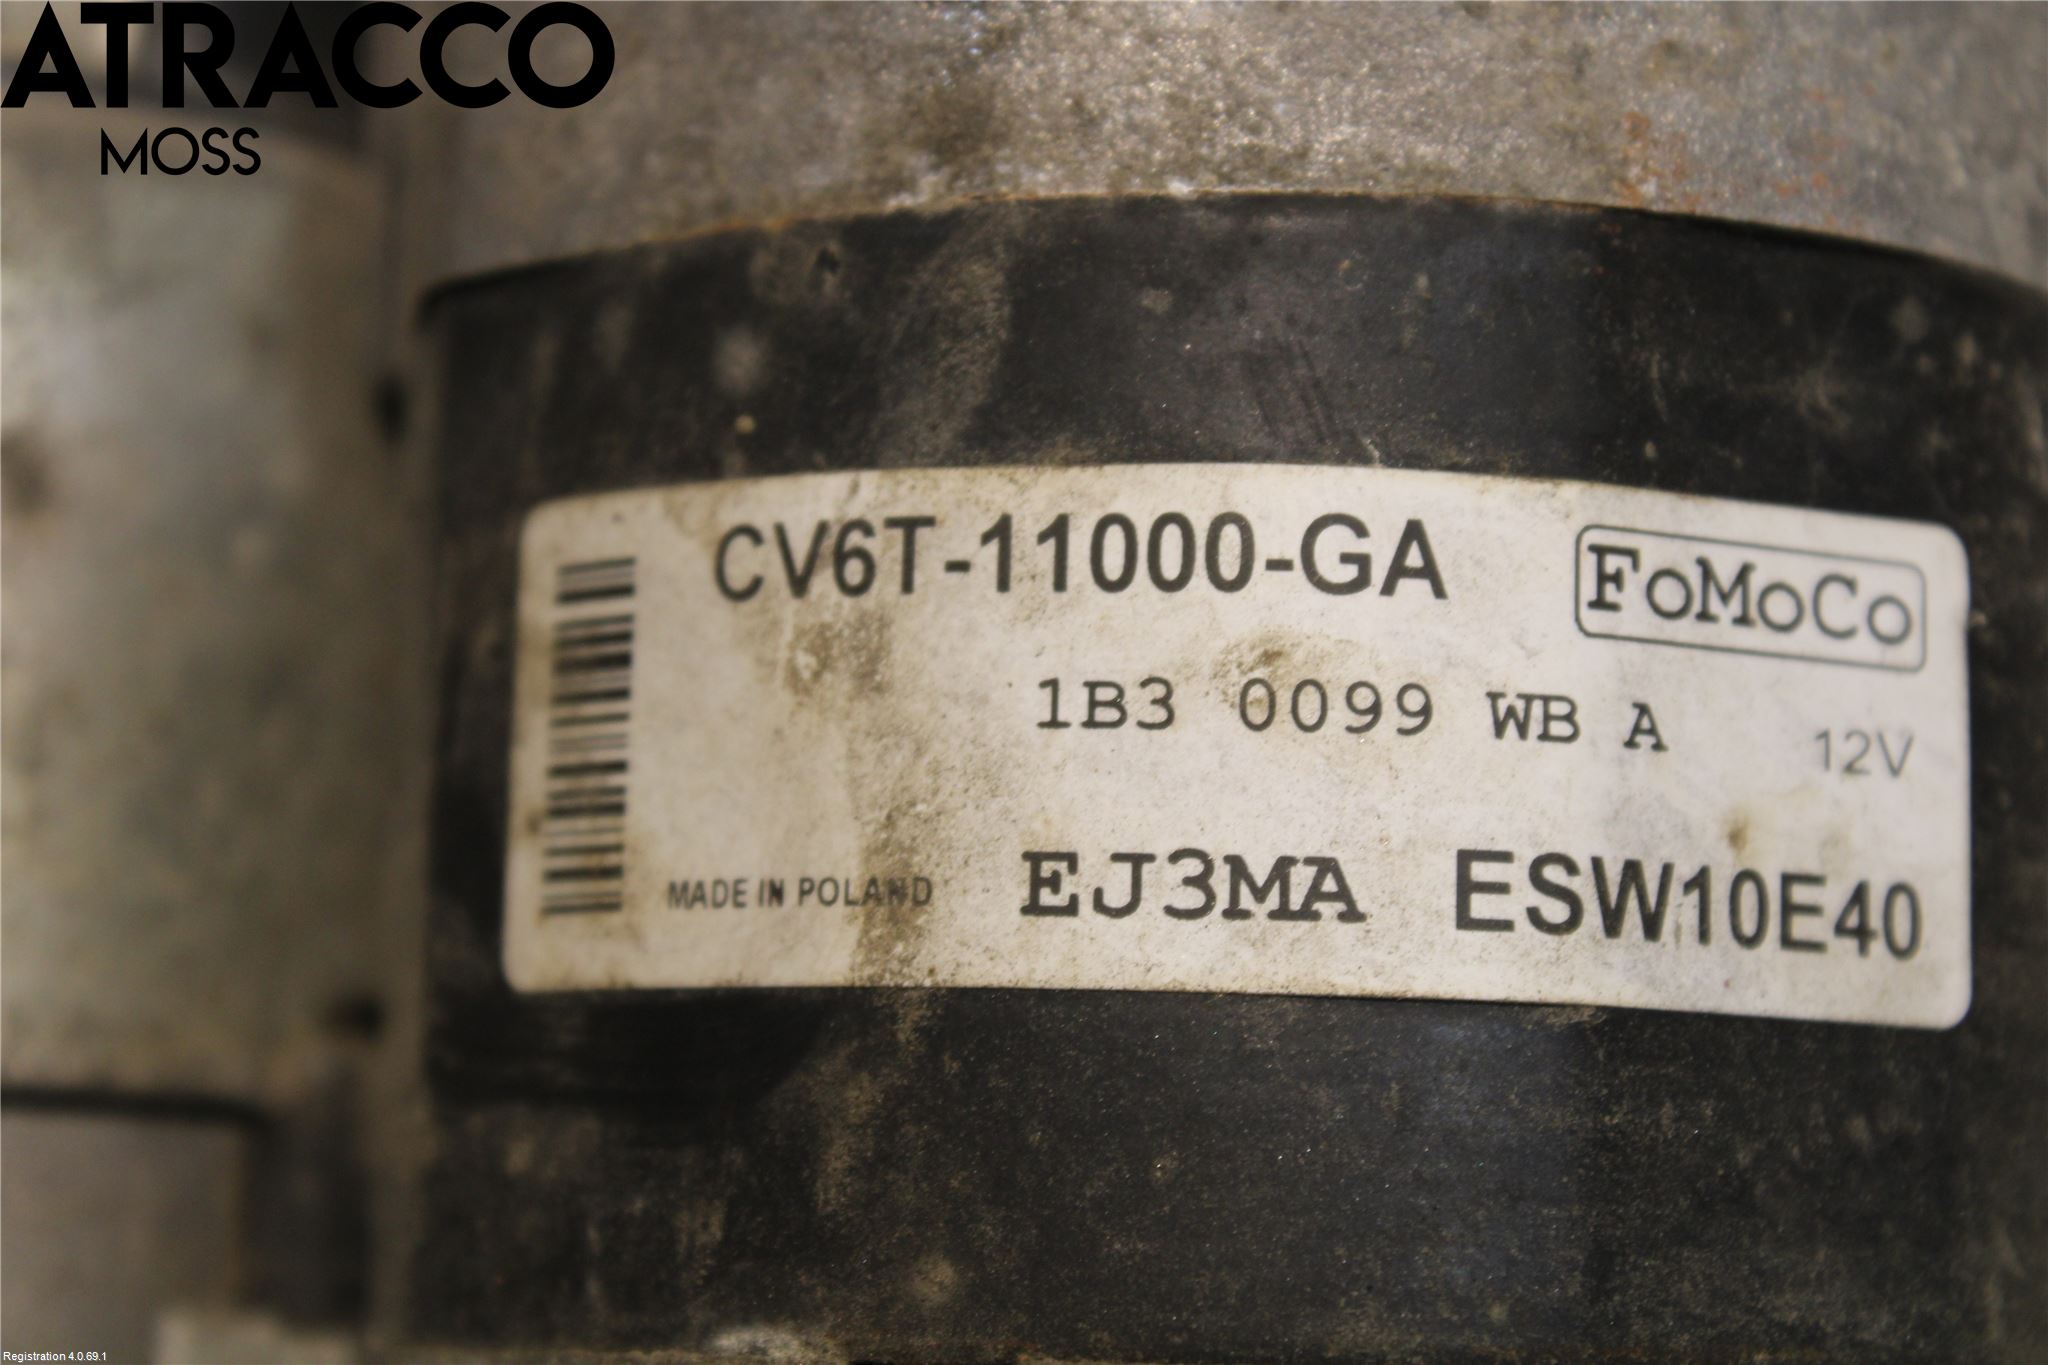 ATRACCO
MOSS
CV6T-11000-GA
FoMoCo
1B3 0099 WB A
12V
MADE IN POLAND EJ3MA ESW10E40
Registration 4.0.69.1